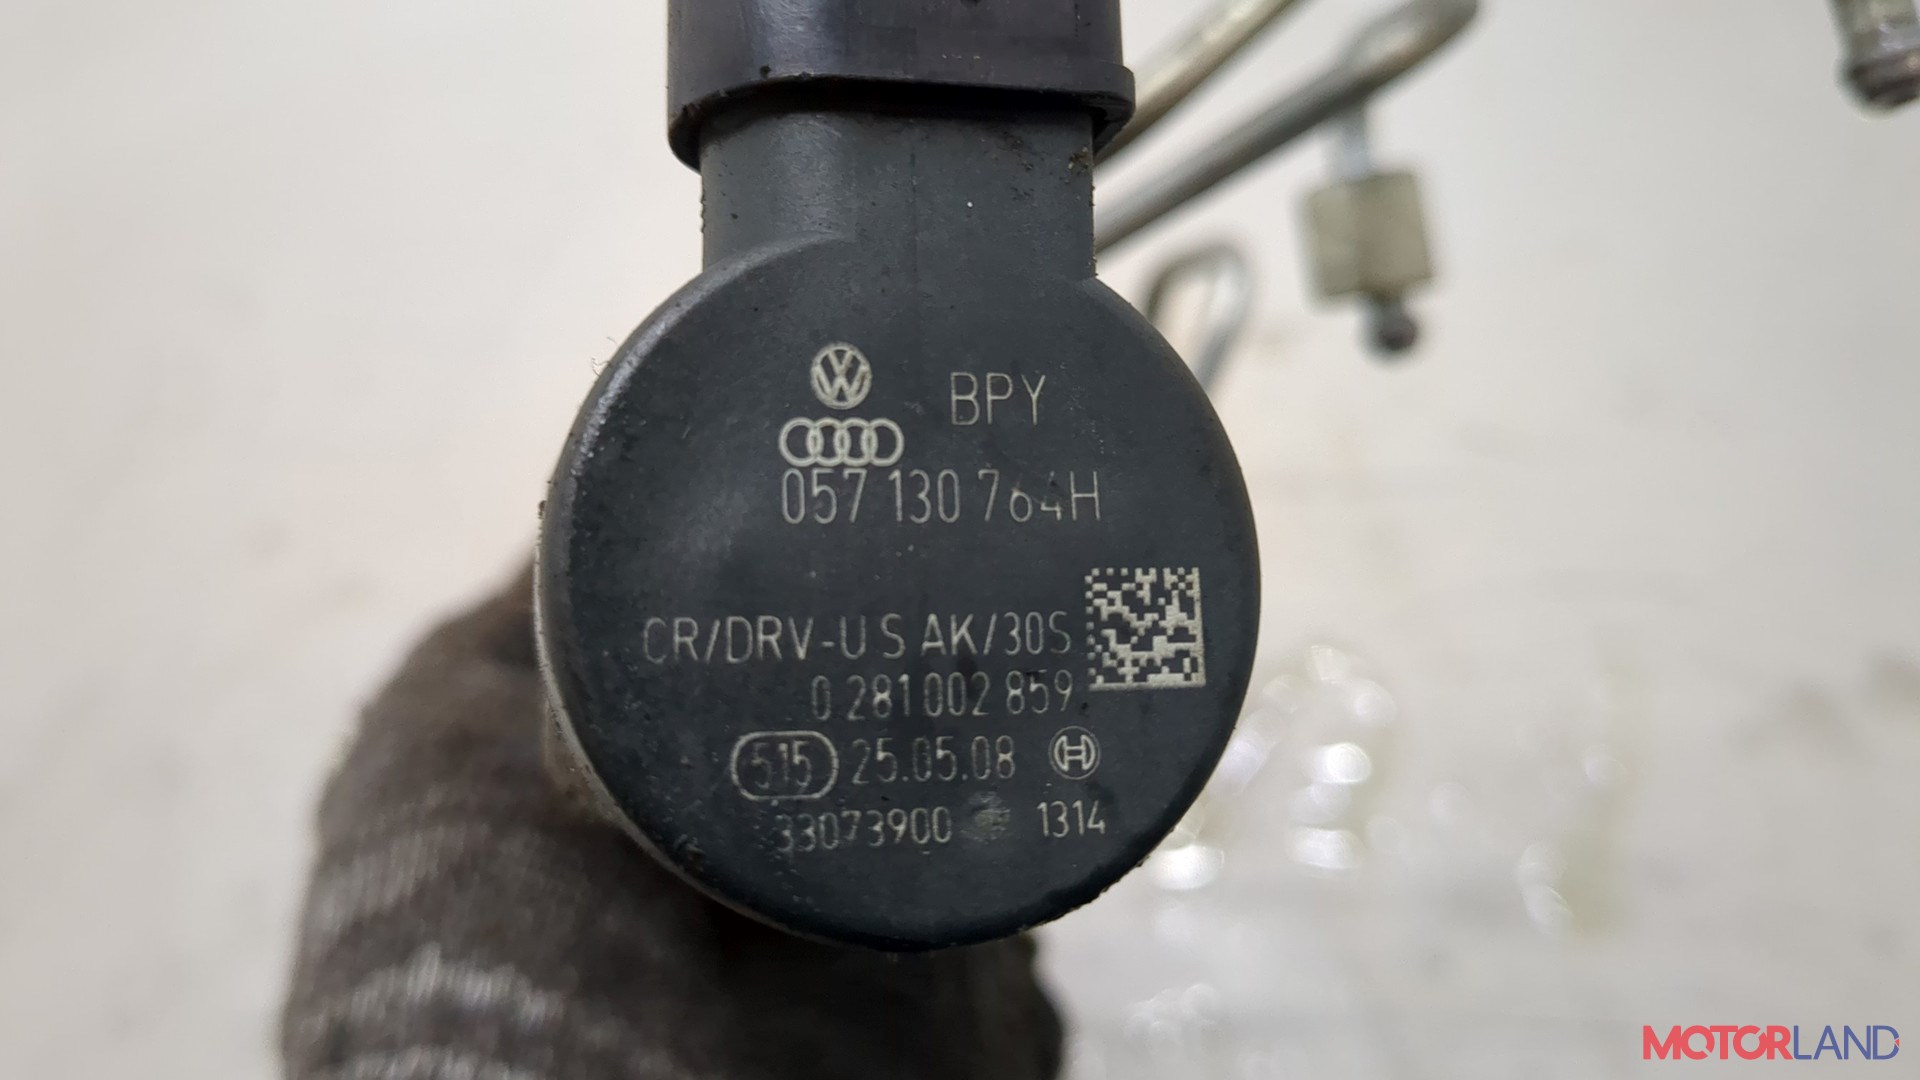 BPY
057 130 764H
CR/DRV-U S AK/30S
0 281 002 859
515 25.05.08
33073900 1314
MOTORLAND